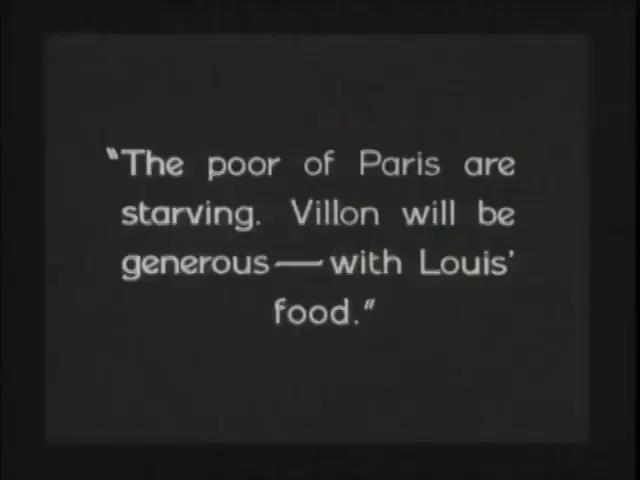 “The poor of Paris are
starving. Villon will be
generous—with Louis’
food.”